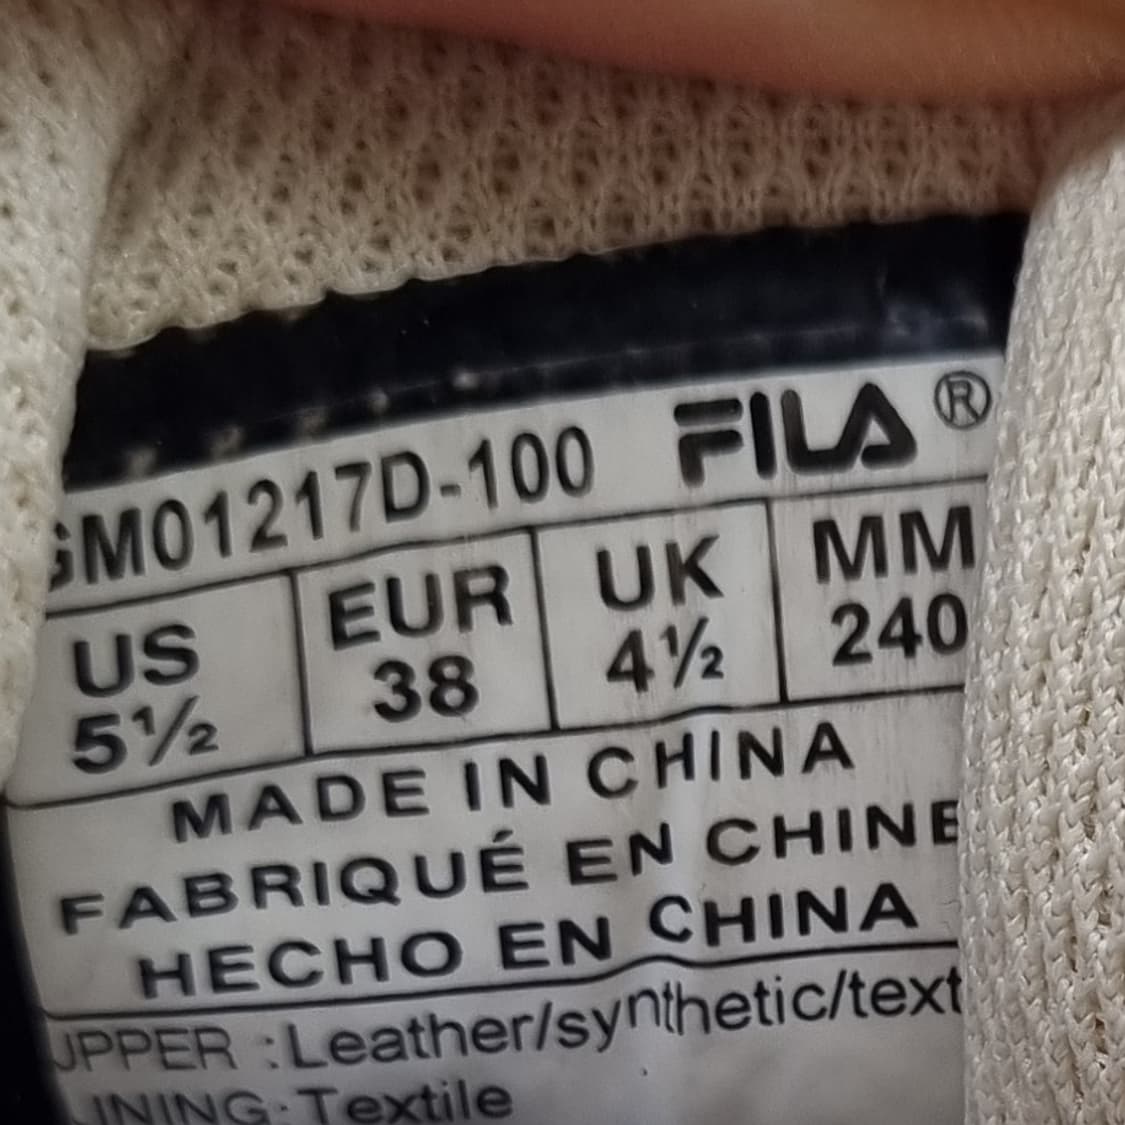 GM01217D-100 FILA®
US EUR UK MM
5½ 38 4½ 240
MADE IN CHINA
FABRIQUÉ EN CHINE
HECHO EN CHINA
UPPER :Leather/synthetic/text
LINING: Textile